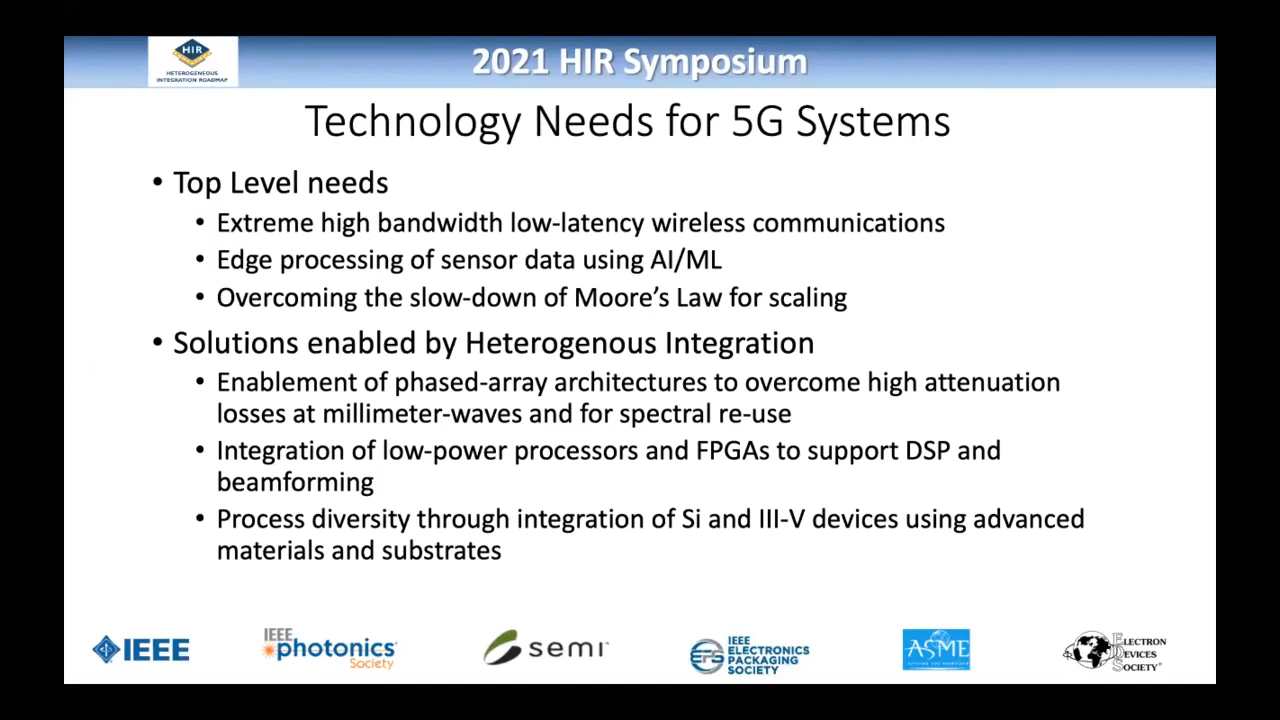 HIR
HETEROGENEOUS
INTEGRATION ROADMAP
2021 HIR Symposium
Technology Needs for 5G Systems
• Top Level needs
• Extreme high bandwidth low-latency wireless communications
• Edge processing of sensor data using AI/ML
• Overcoming the slow-down of Moore's Law for scaling
• Solutions enabled by Heterogenous Integration
• Enablement of phased-array architectures to overcome high attenuation
losses at millimeter-waves and for spectral re-use
• Integration of low-power processors and FPGAs to support DSP and
beamforming
• Process diversity through integration of Si and III-V devices using advanced
materials and substrates
IEEE
IEEE
photonics
Society
semi
EPS
IEEE
ELECTRONICS
PACKAGING
SOCIETY
ASME
ELECTRON
DEVICES
SOCIETY®